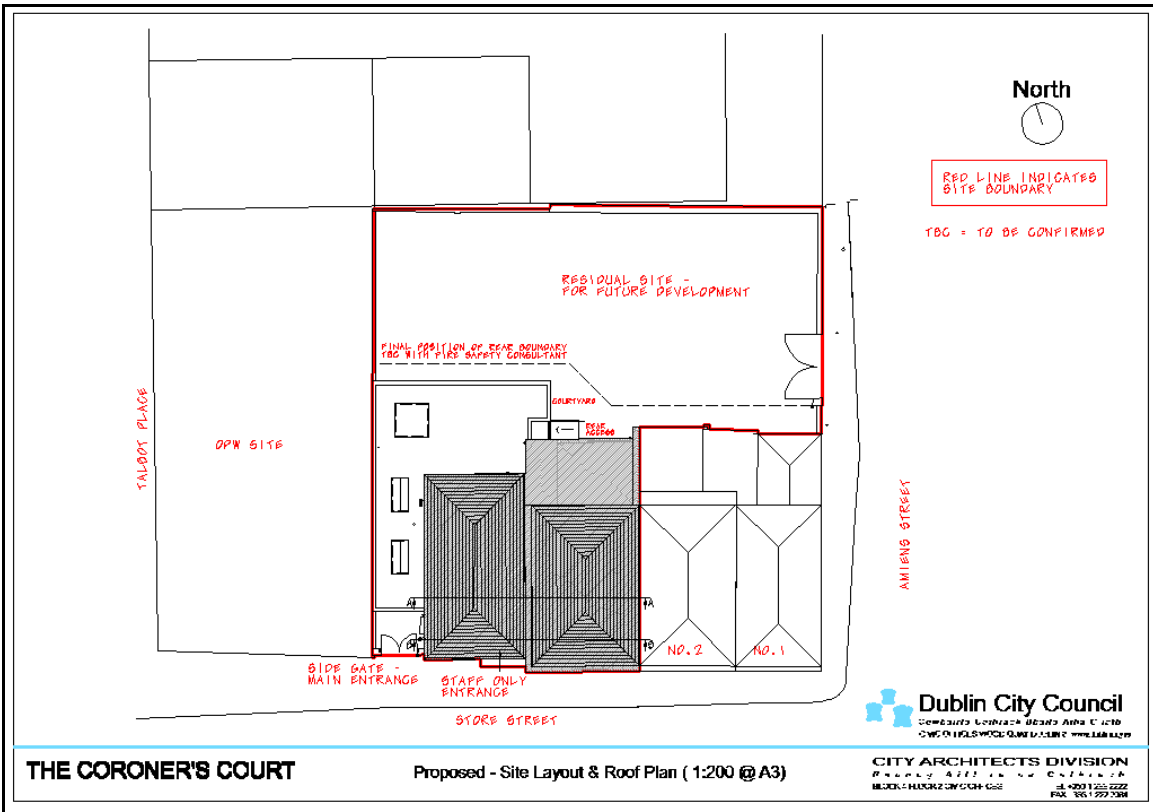 North
RED LINE INDICATES
SITE BOUNDARY
TBC = TO BE CONFIRMED
RESIDUAL SITE -
FOR FUTURE DEVELOPMENT
FINAL POSITION OF REAR BOUNDARY
TBC WITH FIRE SAFETY CONSULTANT
COURTYARD
REAR
ACCESS
TALBOT PLACE
OPW SITE
AMIENS STREET
A
A
B
B
NO.2
NO.1
SIDE GATE -
MAIN ENTRANCE
STAFF ONLY
ENTRANCE
STORE STREET
Dublin City Council
THE CORONER'S COURT
Proposed - Site Layout & Roof Plan ( 1:200 @ A3)
CITY ARCHITECTS DIVISION